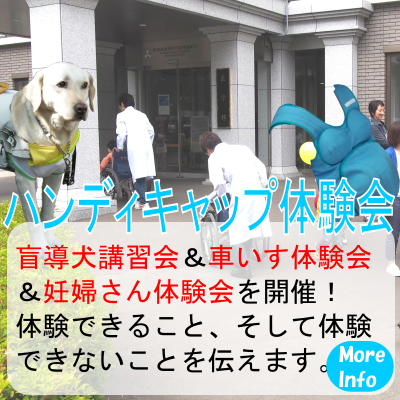 ハンディキャップ体験会
盲導犬講習会＆車いす体験会
＆妊婦さん体験会を開催！
体験できること、そして体験
できないことを伝えます。
More
Info